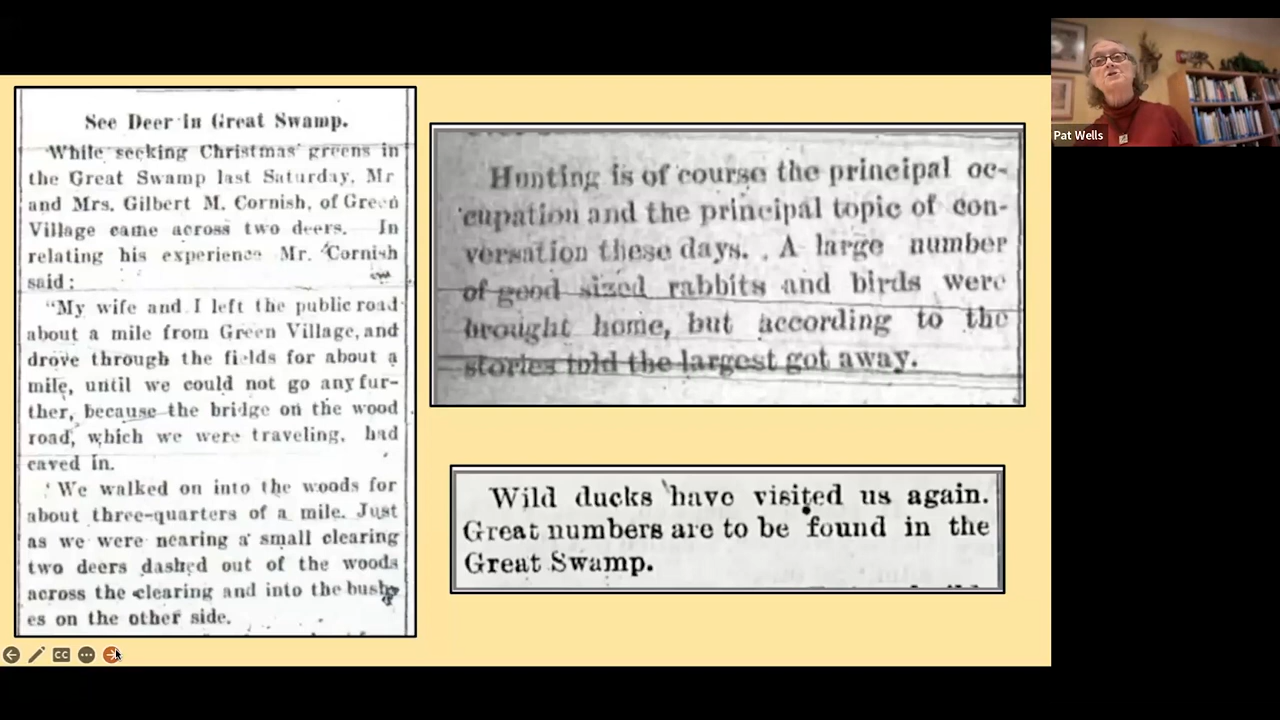 See Deer in Great Swamp.
While seeking Christmas greens in
the Great Swamp last Saturday, Mr
and Mrs. Gilbert M. Cornish, of Green
Village came across two deers. In
relating his experience Mr. Cornish
said:
"My wife and I left the public road
about a mile from Green Village, and
drove through the fields for about a
mile, until we could not go any fur-
ther, because the bridge on the wood
road, which we were traveling, had
caved in.
'We walked on into the woods for
about three-quarters of a mile. Just
as we were nearing a small clearing
two deers dashed out of the woods
across the clearing and into the bush-
es on the other side.
Hunting is of course the principal oc-
cupation and the principal topic of con-
versation these days. A large number
of good sized rabbits and birds were
brought home, but according to the
stories told the largest got away.
Wild ducks have visited us again.
Great numbers are to be found in the
Great Swamp.
Pat Wells
CC